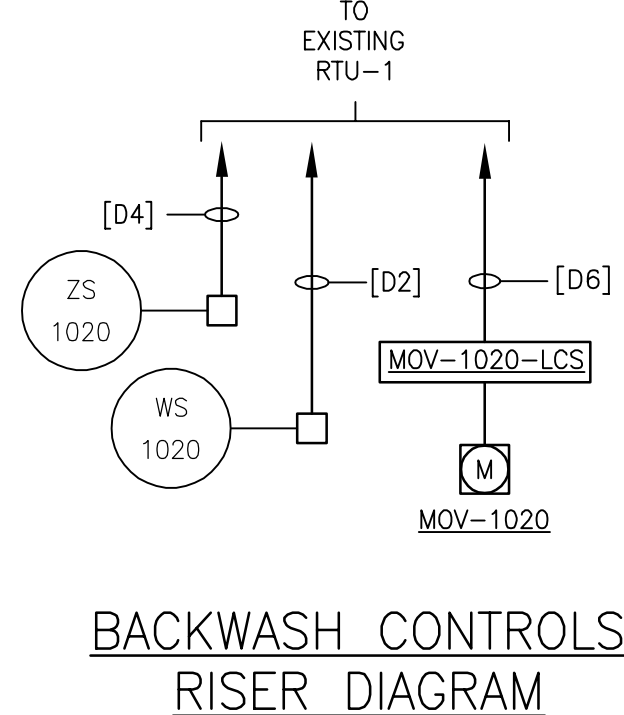 TO
EXISTING
RTU-1
[D4]
[D2]
[D6]
ZS
1020
MOV-1020-LCS
WS
1020
M
MOV-1020
BACKWASH CONTROLS
RISER DIAGRAM